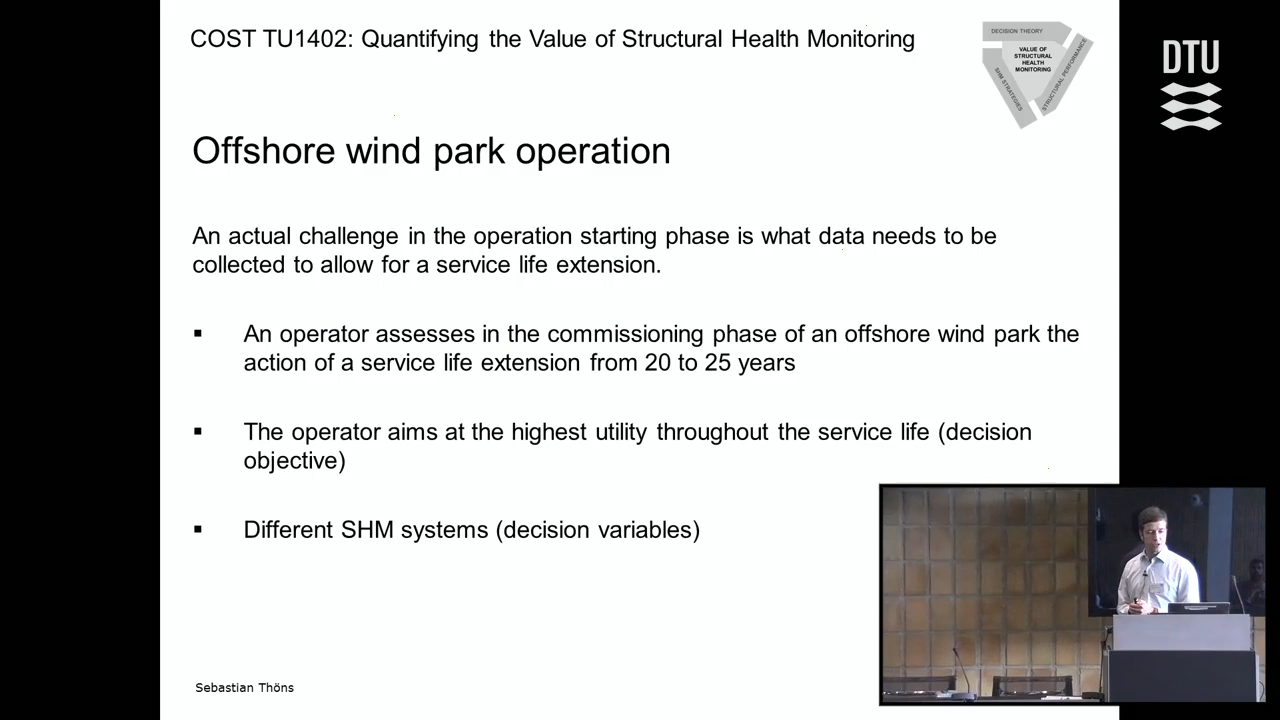 COST TU1402: Quantifying the Value of Structural Health Monitoring
DECISION THEORY
VALUE OF
STRUCTURAL
HEALTH
MONITORING
SHM STRATEGIES
STRUCTURAL PERFORMANCE
DTU
Offshore wind park operation
An actual challenge in the operation starting phase is what data needs to be
collected to allow for a service life extension.
▪ An operator assesses in the commissioning phase of an offshore wind park the
action of a service life extension from 20 to 25 years
▪ The operator aims at the highest utility throughout the service life (decision
objective)
▪ Different SHM systems (decision variables)
Sebastian Thöns